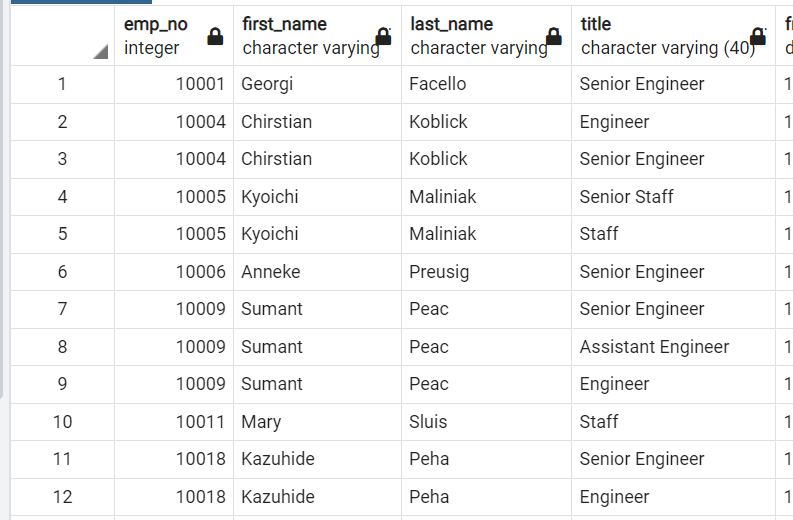 emp_no first_name last_name title
integer character varying character varying character varying (40)
1 10001 Georgi Facello Senior Engineer 1
2 10004 Chirstian Koblick Engineer 1
3 10004 Chirstian Koblick Senior Engineer 1
4 10005 Kyoichi Maliniak Senior Staff 1
5 10005 Kyoichi Maliniak Staff 1
6 10006 Anneke Preusig Senior Engineer 1
7 10009 Sumant Peac Senior Engineer 1
8 10009 Sumant Peac Assistant Engineer 1
9 10009 Sumant Peac Engineer 1
10 10011 Mary Sluis Staff 1
11 10018 Kazuhide Peha Senior Engineer 1
12 10018 Kazuhide Peha Engineer 1